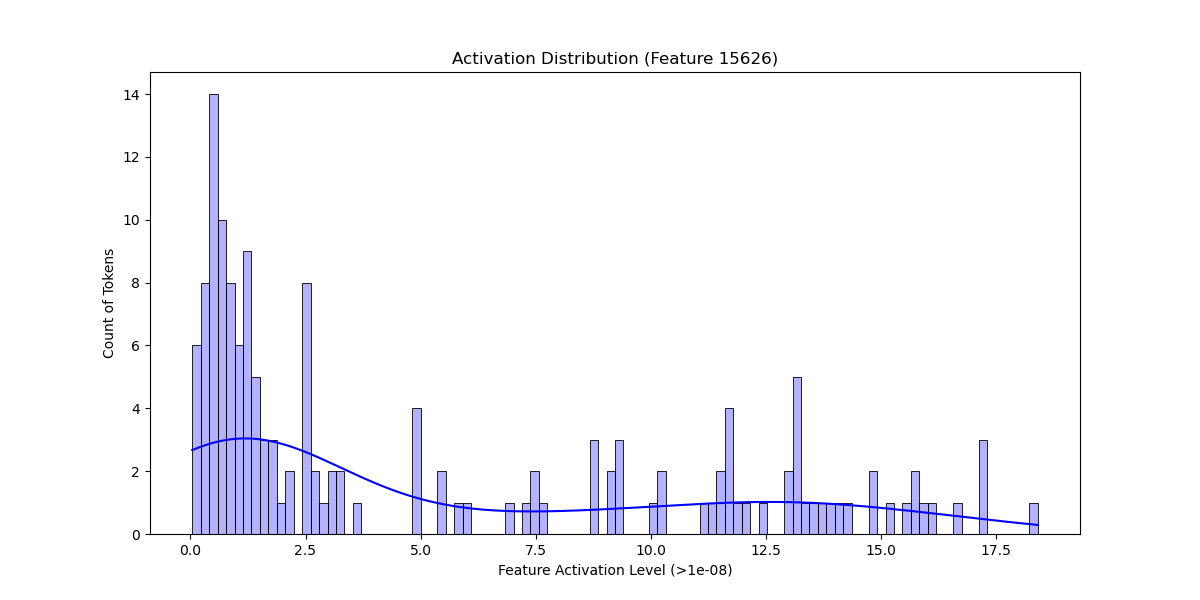 Activation Distribution (Feature 15626)
14
12
10
8
6
4
2
0
Count of Tokens
0.0 2.5 5.0 7.5 10.0 12.5 15.0 17.5
Feature Activation Level (>1e-08)